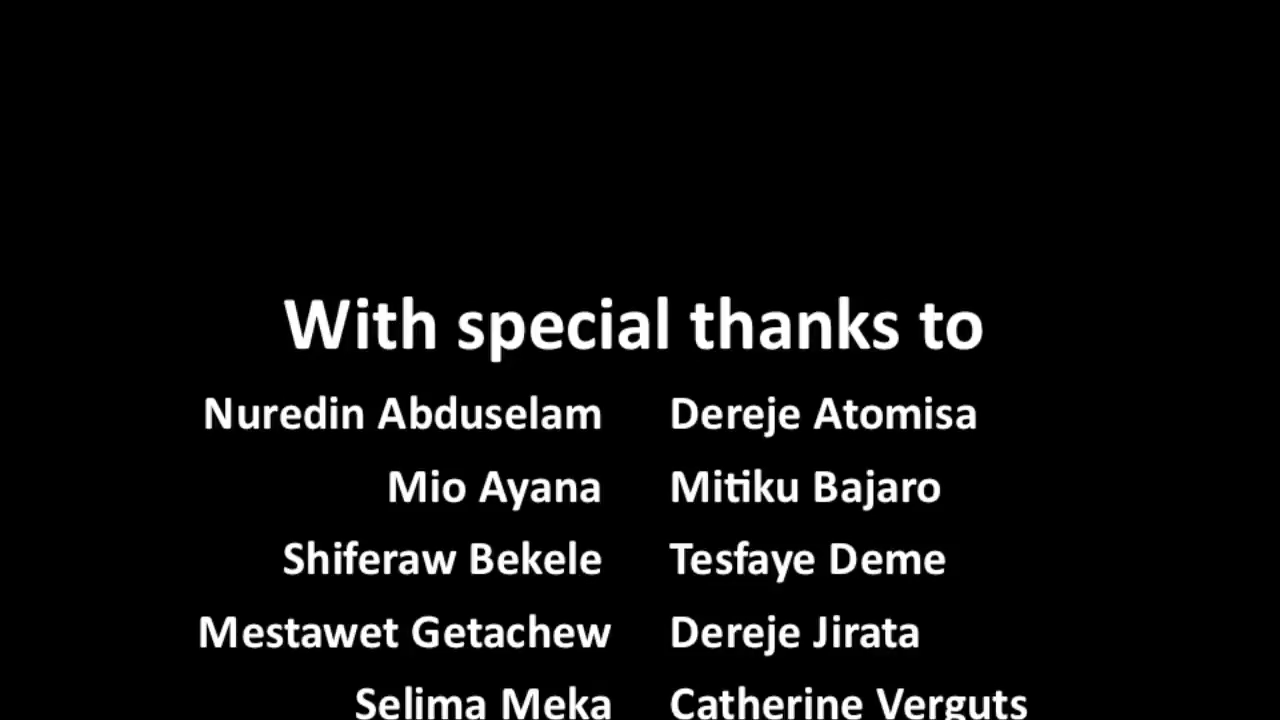 With special thanks to
Nuredin Abduselam Dereje Atomisa
Mio Ayana Mitiku Bajaro
Shiferaw Bekele Tesfaye Deme
Mestawet Getachew Dereje Jirata
Selima Meka Catherine Verguts